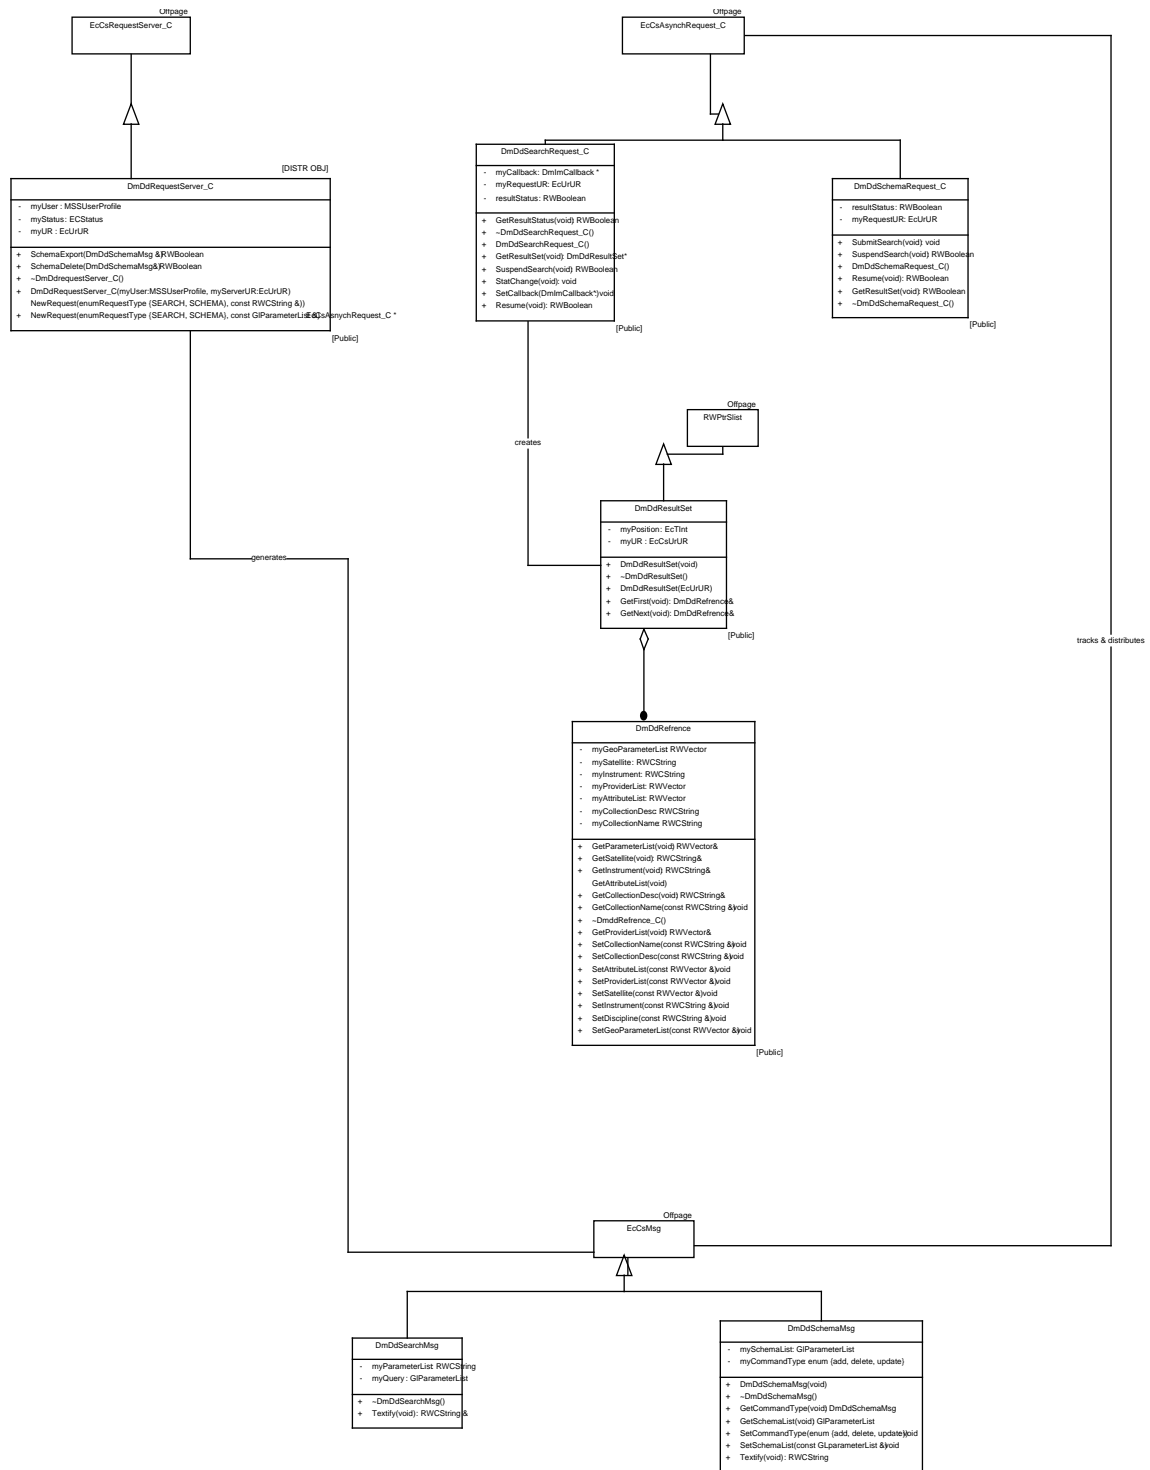 Offpage
EcCsRequestServer_C
Offpage
EcCsAsynchRequest_C
[DISTR OBJ]
DmDdRequestServer_C
- myUser : MSSUserProfile
- myStatus : ECStatus
- myUR : EcUrUR
+ SchemaExport(DmDdSchemaMsg &) RWBoolean
+ SchemaDelete(DmDdSchemaMsg&) RWBoolean
+ ~DmDdrequestServer_C()
+ DmDdRequestServer_C(myUser:MSSUserProfile, myServerUR:EcUrUR)
NewRequest(enumRequestType {SEARCH, SCHEMA}, const RWCString &))
+ NewRequest(enumRequestType {SEARCH, SCHEMA}, const GlParameterList &) EcCsAsnychRequest_C *
[Public]
DmDdSearchRequest_C
- myCallback: DmImCallback *
- myRequestUR: EcUrUR
- resultStatus: RWBoolean
+ GetResultStatus(void) RWBoolean
+ ~DmDdSearchRequest_C()
+ DmDdSearchRequest_C()
+ GetResultSet(void): DmDdResultSet*
+ SuspendSearch(void) RWBoolean
+ StatChange(void): void
+ SetCallback(DmImCallback*) void
+ Resume(void): RWBoolean
[Public]
DmDdSchemaRequest_C
- resultStatus: RWBoolean
- myRequestUR: EcUrUR
+ SubmitSearch(void): void
+ SuspendSearch(void) RWBoolean
+ DmDdSchemaRequest_C()
+ Resume(void): RWBoolean
+ GetResultSet(void): RWBoolean
+ ~DmDdSchemaRequest_C()
[Public]
Offpage
RWPtrSlist
creates
DmDdResultSet
- myPosition : EcTInt
- myUR : EcCsUrUR
+ DmDdResultSet(void)
+ ~DmDdResultSet()
+ DmDdResultSet(EcUrUR)
+ GetFirst(void): DmDdRefrence&
+ GetNext(void): DmDdRefrence&
[Public]
generates
tracks & distributes
DmDdRefrence
- myGeoParameterList RWVector
- mySatellite: RWCString
- myInstrument: RWCString
- myProviderList: RWVector
- myAttributeList: RWVector
- myCollectionDesc: RWCString
- myCollectionName: RWCString
+ GetParameterList(void) RWVector&
+ GetSatellite(void): RWCString&
+ GetInstrument(void) RWCString&
GetAttributeList(void)
+ GetCollectionDesc(void) RWCString&
+ GetCollectionName(const RWCString &) void
+ ~DmddRefrence_C()
+ GetProviderList(void) RWVector&
+ SetCollectionName(const RWCString &) void
+ SetCollectionDesc(const RWCString &) void
+ SetAttributeList(const RWVector &) void
+ SetProviderList(const RWVector &) void
+ SetSatellite(const RWVector &) void
+ SetInstrument(const RWCString &) void
+ SetDiscipline(const RWCString &) void
+ SetGeoParameterList(const RWVector &) void
[Public]
Offpage
EcCsMsg
DmDdSearchMsg
- myParameterList RWCString
- myQuery : GlParameterList
+ ~DmDdSearchMsg()
+ Textify(void): RWCString &
DmDdSchemaMsg
- mySchemaList: GlParameterList
- myCommandType enum {add, delete, update}
+ DmDdSchemaMsg(void)
+ ~DmDdSchemaMsg()
+ GetCommandType(void) DmDdSchemaMsg
+ GetSchemaList(void) GlParameterList
+ SetCommandType(enum {add, delete, update}) void
+ SetSchemaList(const GLparameterList &) void
+ Textify(void): RWCString